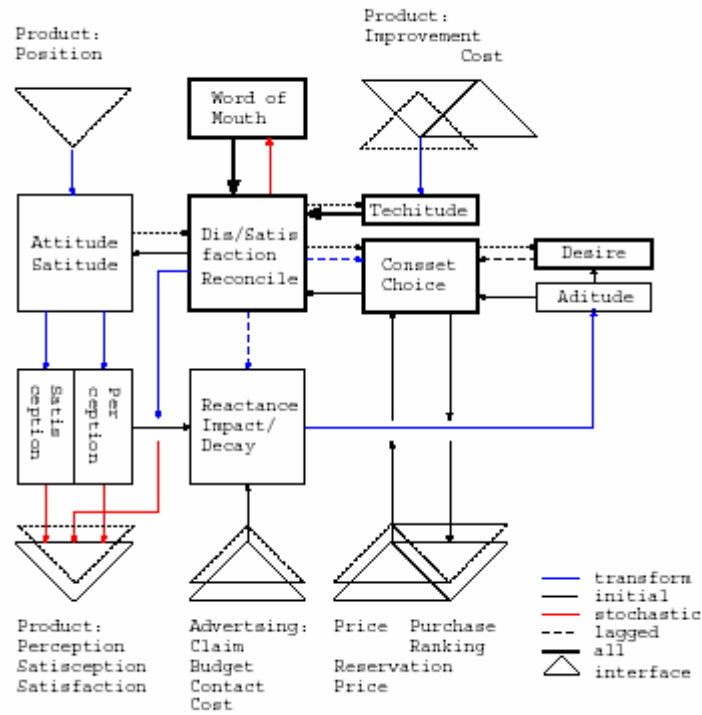 Product:
Position
Product:
Improvement
Cost
Word of
Mouth
Attitude
Satitude
Dis/Satis
faction
Reconcile
Techitude
Consset
Choice
Desire
Aditude
Satis
ception
Per
ception
Reactance
Impact/
Decay
Product:
Perception
Satisception
Satisfaction
Advertsing:
Claim
Budget
Contact
Cost
Price Purchase
Ranking
Reservation
Price
transform
initial
stochastic
lagged
all
interface